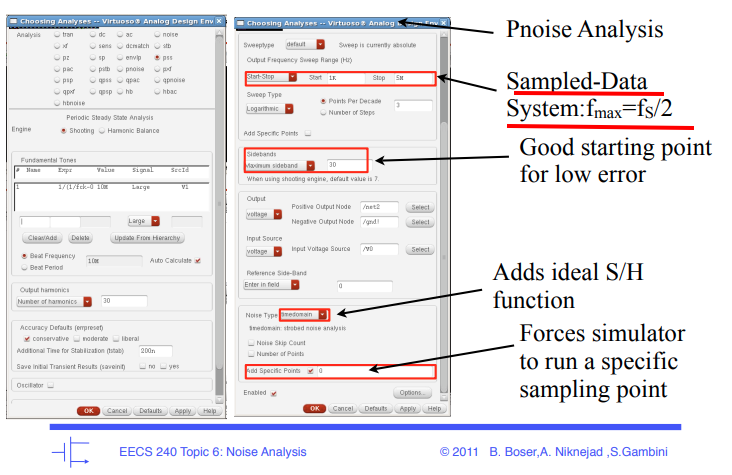 Choosing Analyses -- Virtuoso® Analog Design Env
Analysis tran dc ac noise
xf sens dcmatch stb
pz sp envlp pss
pac pstb pnoise pxf
psp qpss qpac qpnoise
qpxf qpsp hb hbac
hbnoise
Periodic Steady State Analysis
Engine Shooting Harmonic Balance
Fundamental Tones
# Name Expr Value Signal SrcId
1 1/(1/fck-0 10M Large V1
Large
Clear/Add Delete Update From Hierarchy
Beat Frequency
Beat Period
10M Auto Calculate
Output harmonics
Number of harmonics 30
Accuracy Defaults (errpreset)
conservative moderate liberal
Additional Time for Stabilization (tstab) 200n
Save Initial Transient Results (saveinit) no yes
Oscillator
OK Cancel Defaults Apply Help
Choosing Analyses -- Virtuoso® Analog Design Env
Sweeptype default Sweep is currently absolute
Output Frequency Sweep Range (Hz)
Start-Stop Start 1K Stop 5M
Sweep Type
Logarithmic
Points Per Decade 3
Number of Steps
Add Specific Points
Sidebands
Maximum sideband 30
When using shooting engine, default value is 7.
Output
voltage
Positive Output Node /net2 Select
Negative Output Node /gnd! Select
Input Source
voltage Input Voltage Source /V0 Select
Reference Side-Band
Enter in field 0
Noise Type timedomain
timedomain: strobed noise analysis
Noise Skip Count
Number of Points
Add Specific Points 0
Enabled Options...
OK Cancel Defaults Apply Help
Pnoise Analysis
Sampled-Data
System:fmax=fS/2
Good starting point
for low error
Adds ideal S/H
function
Forces simulator
to run a specific
sampling point
EECS 240 Topic 6: Noise Analysis © 2011 B. Boser,A. Niknejad ,S.Gambini